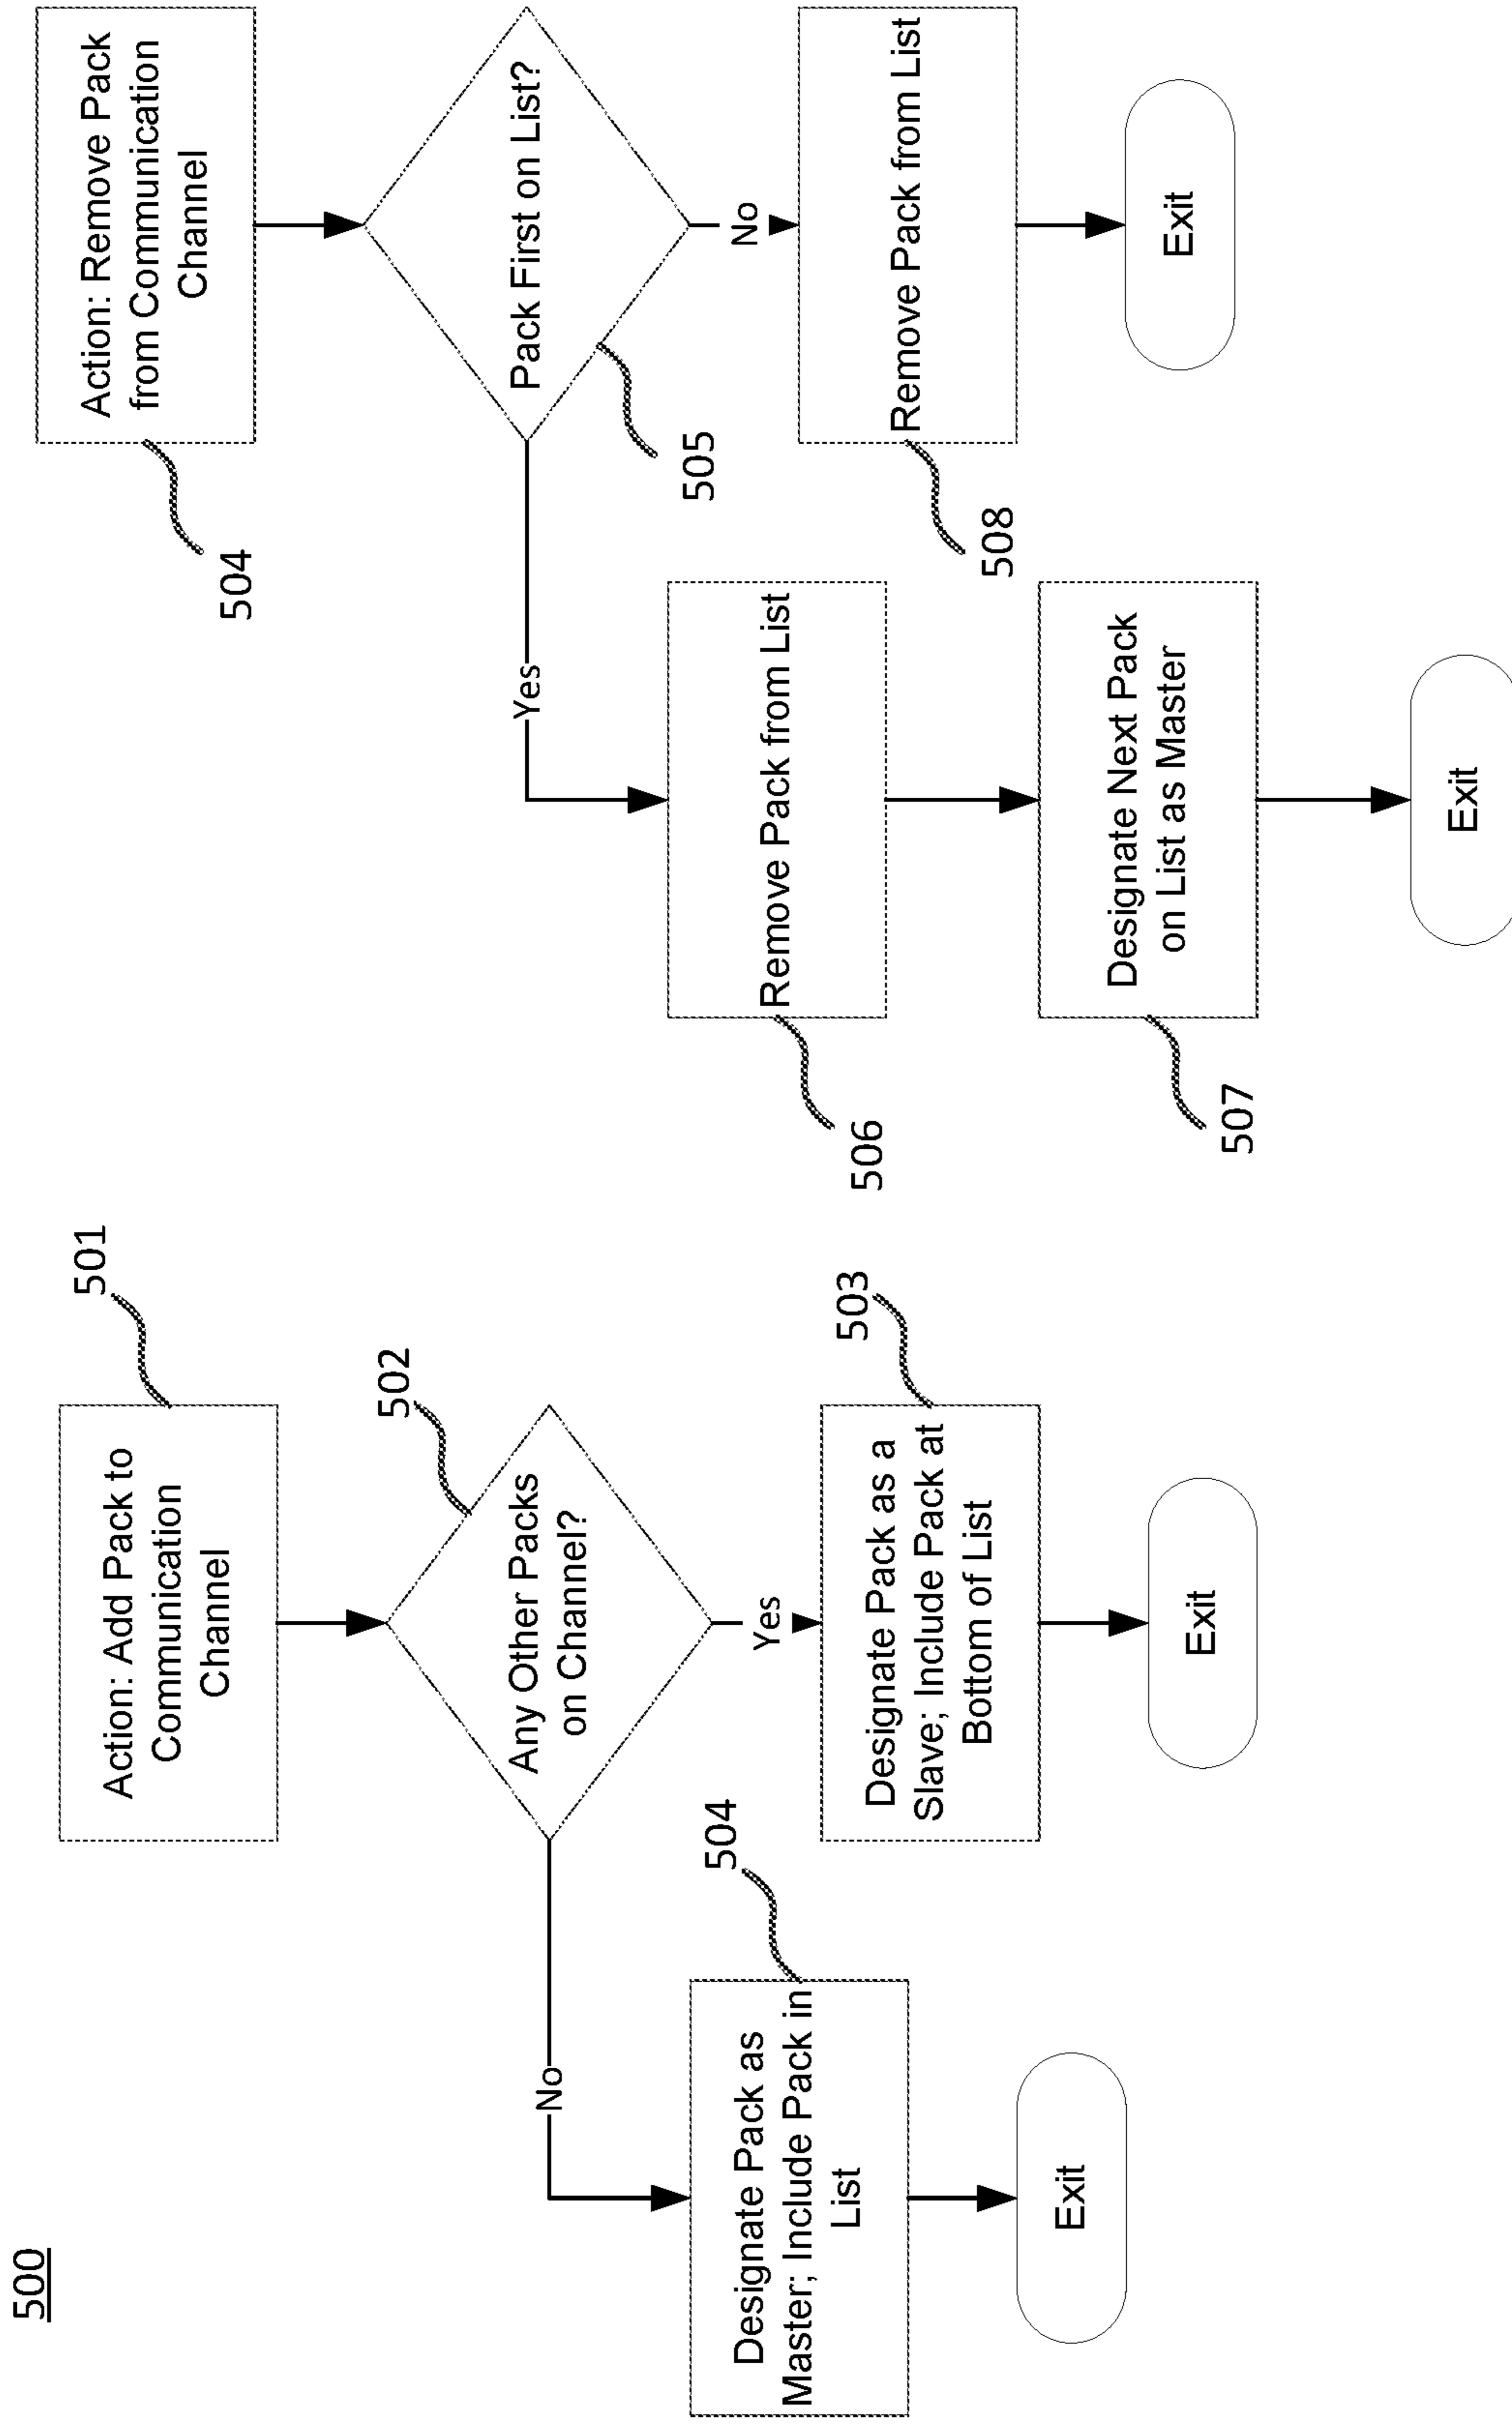 500
Action: Add Pack to
Communication
Channel
501
Any Other Packs
on Channel?
502
No
Yes
Designate Pack as
Master; Include Pack in
List
504
Exit
Designate Pack as a
Slave; Include Pack at
Bottom of List
503
Exit
Action: Remove Pack
from Communication
Channel
504
Pack First on List?
505
Yes
No
Remove Pack from List
506
Designate Next Pack
on List as Master
507
Exit
Remove Pack from List
508
Exit